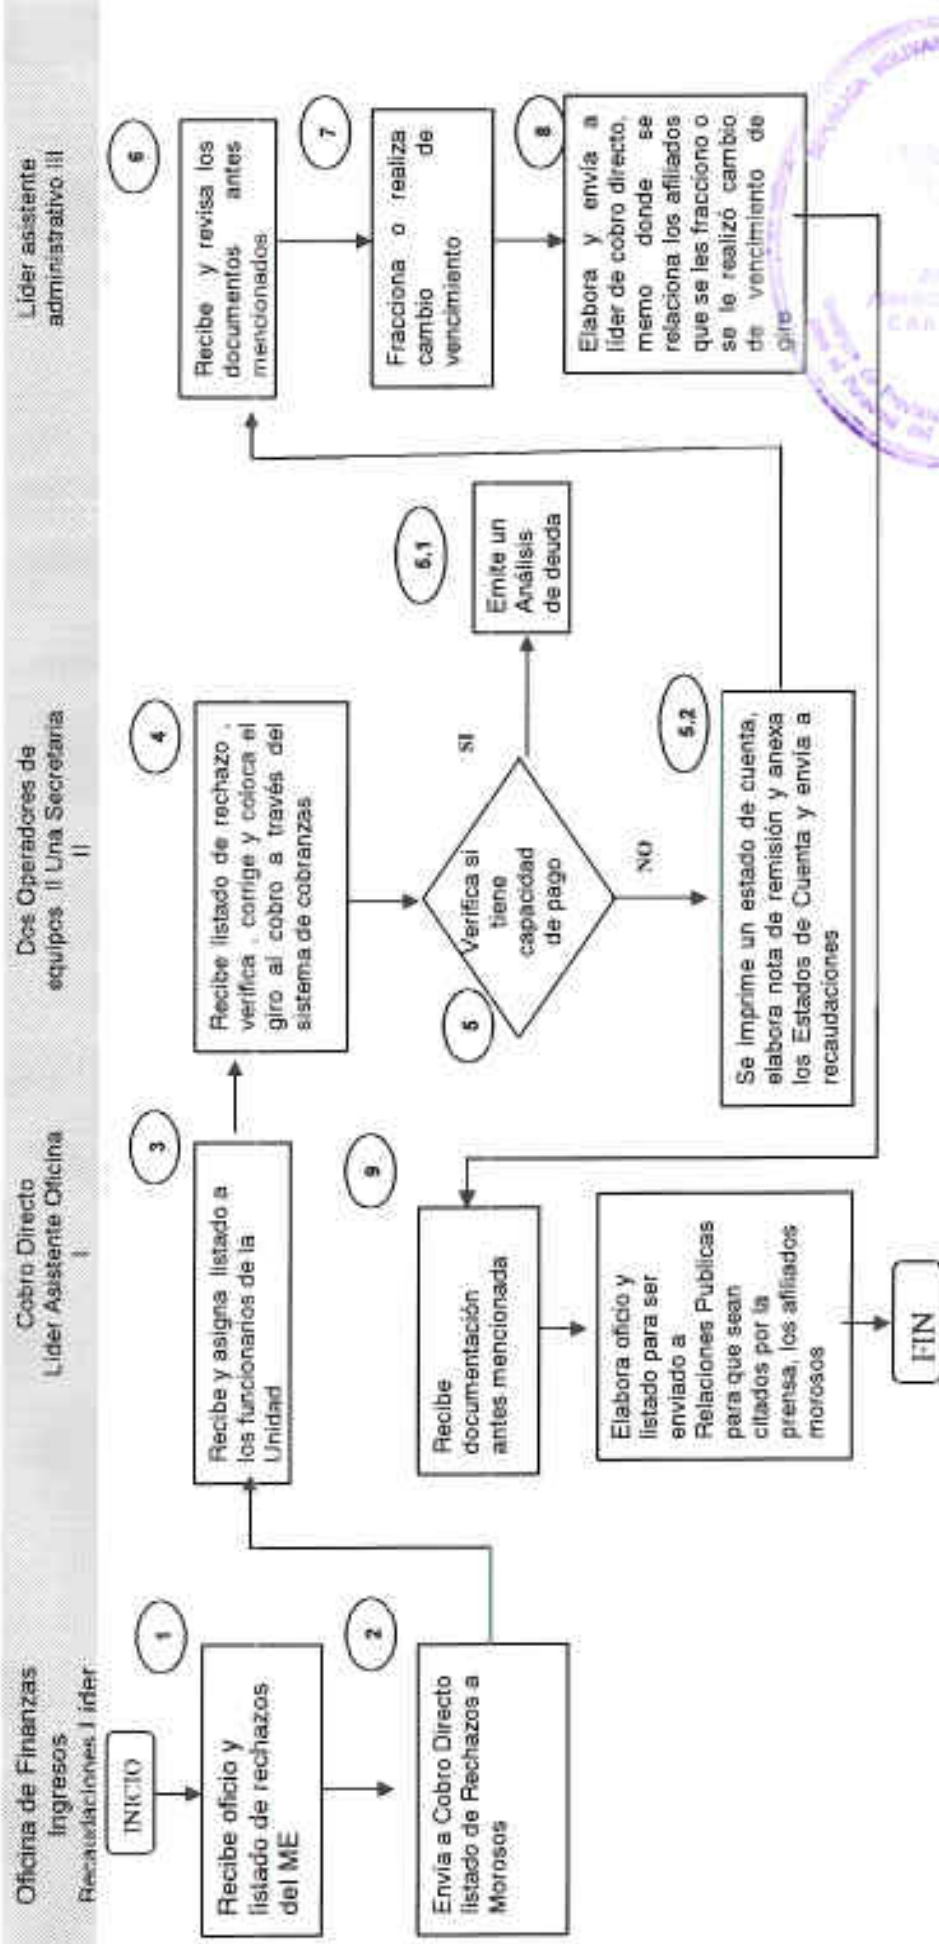 Oficina de Finanzas
Ingresos
Recaudaciones Lider
Cobro Directo
Lider Asistente Oficina
I
Dos Operadores de
equipos II Una Secretaria
II
Lider asistente
administrativo III
INICIO
1
Recibe oficio y
listado de rechazos
del ME
2
Envía a Cobro Directo
listado de Rechazos a
Morosos
3
Recibe y asigna listado a
los funcionarios de la
Unidad
4
Recibe listado de rechazo ,
verifica , corrige y coloca el
giro al cobro a través del
sistema de cobranzas
5
Verifica si
tiene
capacidad
de pago
SI
5.1
Emite un
Análisis
de deuda
NO
5.2
Se imprime un estado de cuenta,
elabora nota de remisión y anexa
los Estados de Cuenta y envía a
recaudaciones
6
Recibe y revisa los
documentos antes
mencionados
7
Fracciona o realiza
cambio de
vencimiento
8
Elabora y envía a
líder de cobro directo,
memo donde se
relaciona los afiliados
que se les fracciono o
se le realizó cambio
de vencimiento de
giro
9
Recibe
documentación
antes mencionada
Elabora oficio y
listado para ser
enviado a
Relaciones Publicas
para que sean
citados por la
prensa, los afiliados
morosos
FIN